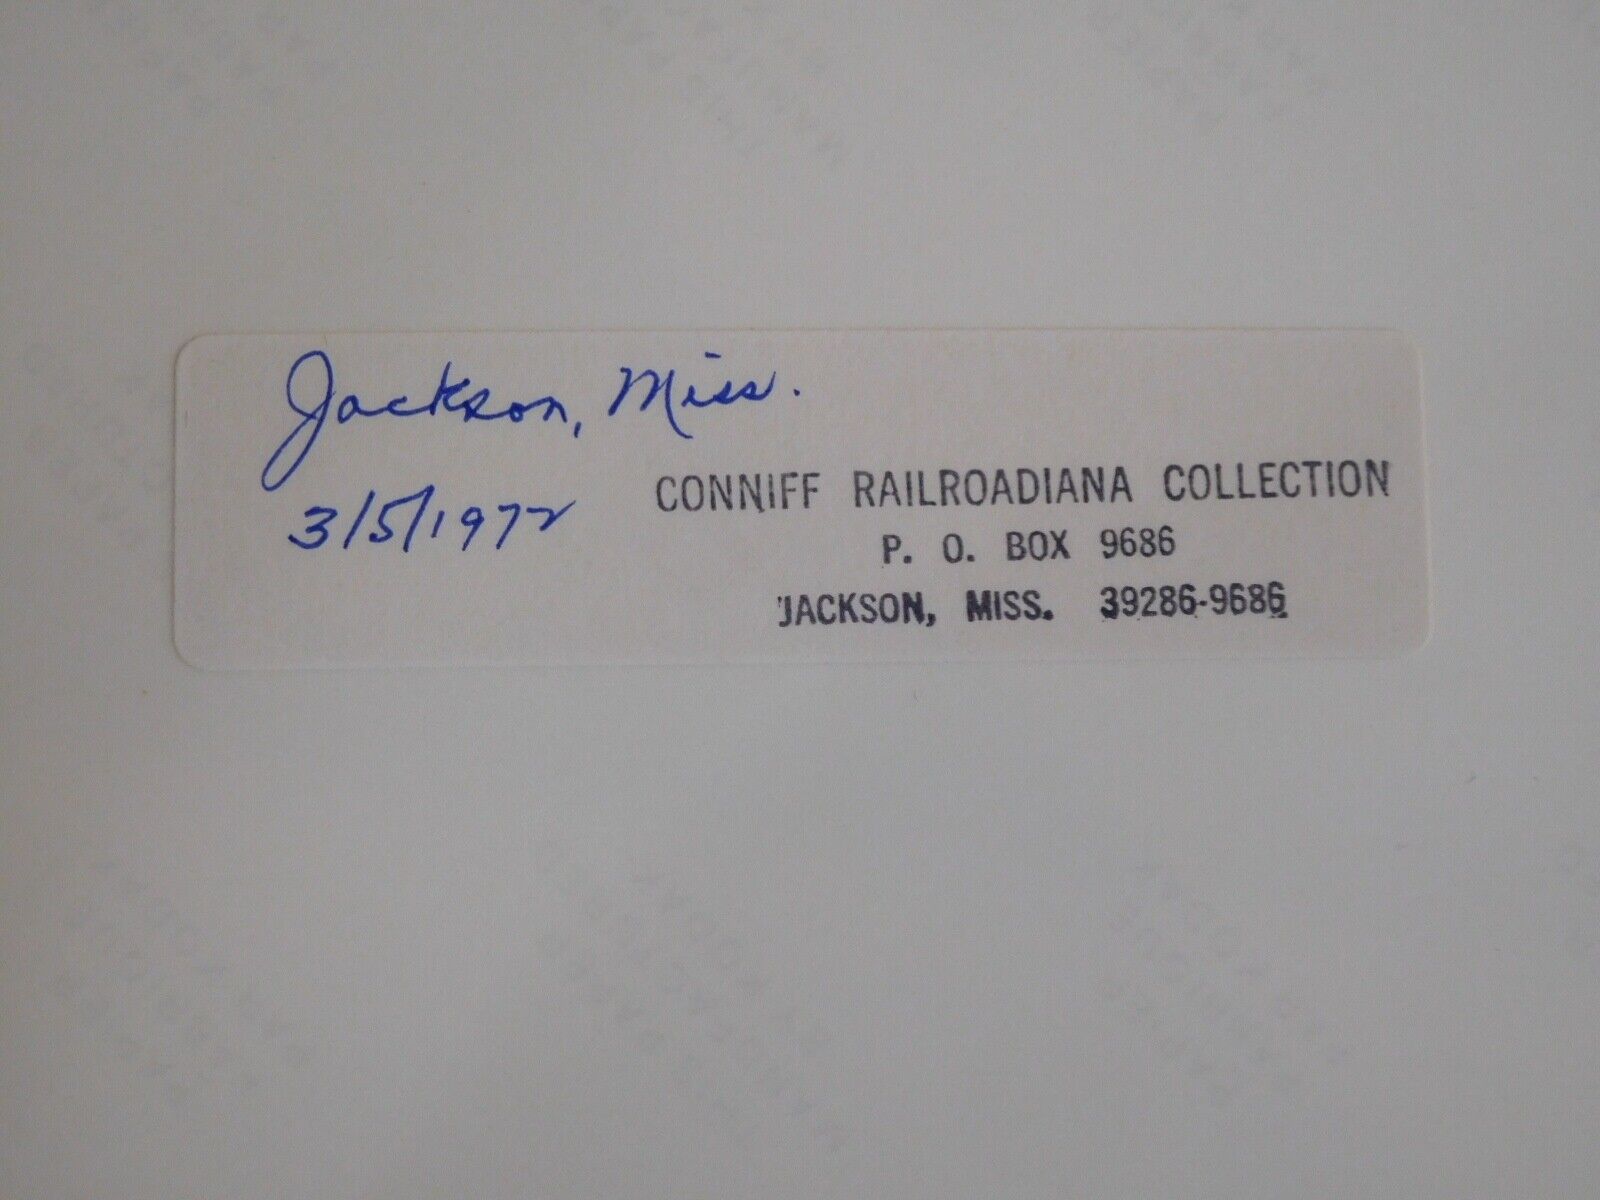 Jackson, Miss.
3/5/1972
CONNIFF RAILROADIANA COLLECTION
P. O. BOX 9686
JACKSON, MISS. 39286-9686